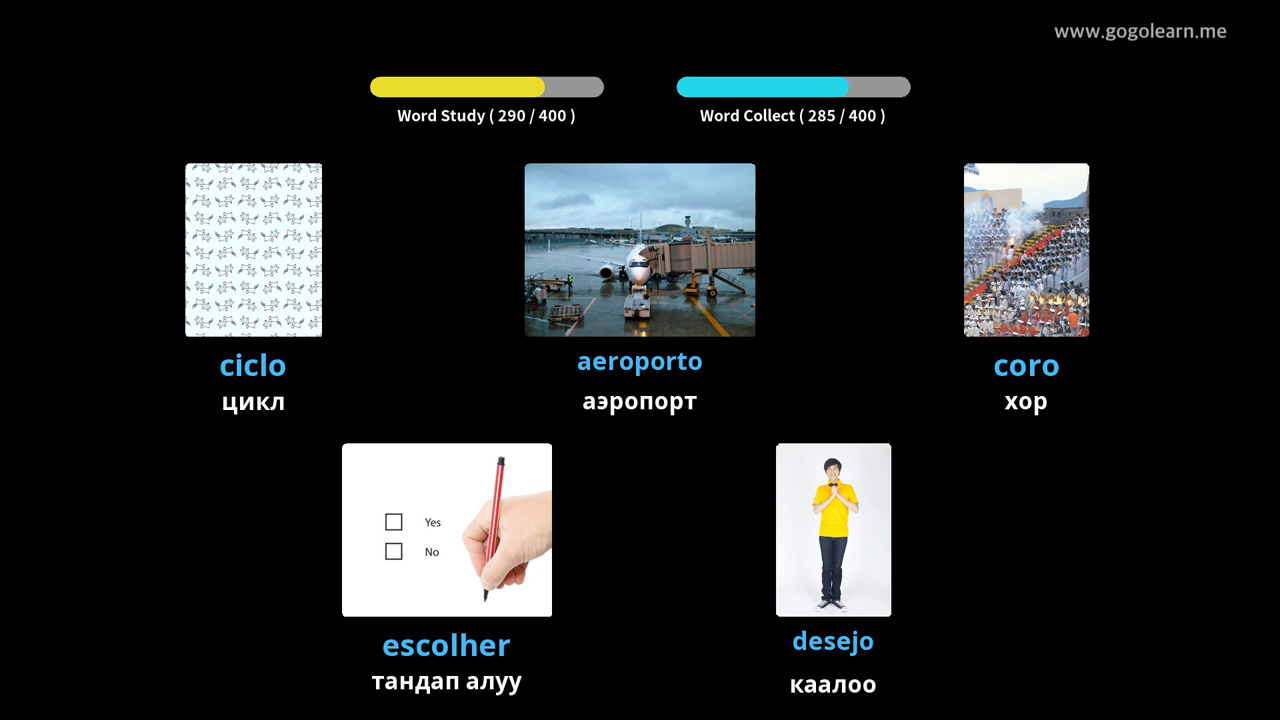 www.gogolearn.me
Word Study ( 290 / 400 )
Word Collect ( 285 / 400 )
ciclo
цикл
aeroporto
аэропорт
coro
хор
Yes
No
escolher
тандап алуу
desejo
каалоо